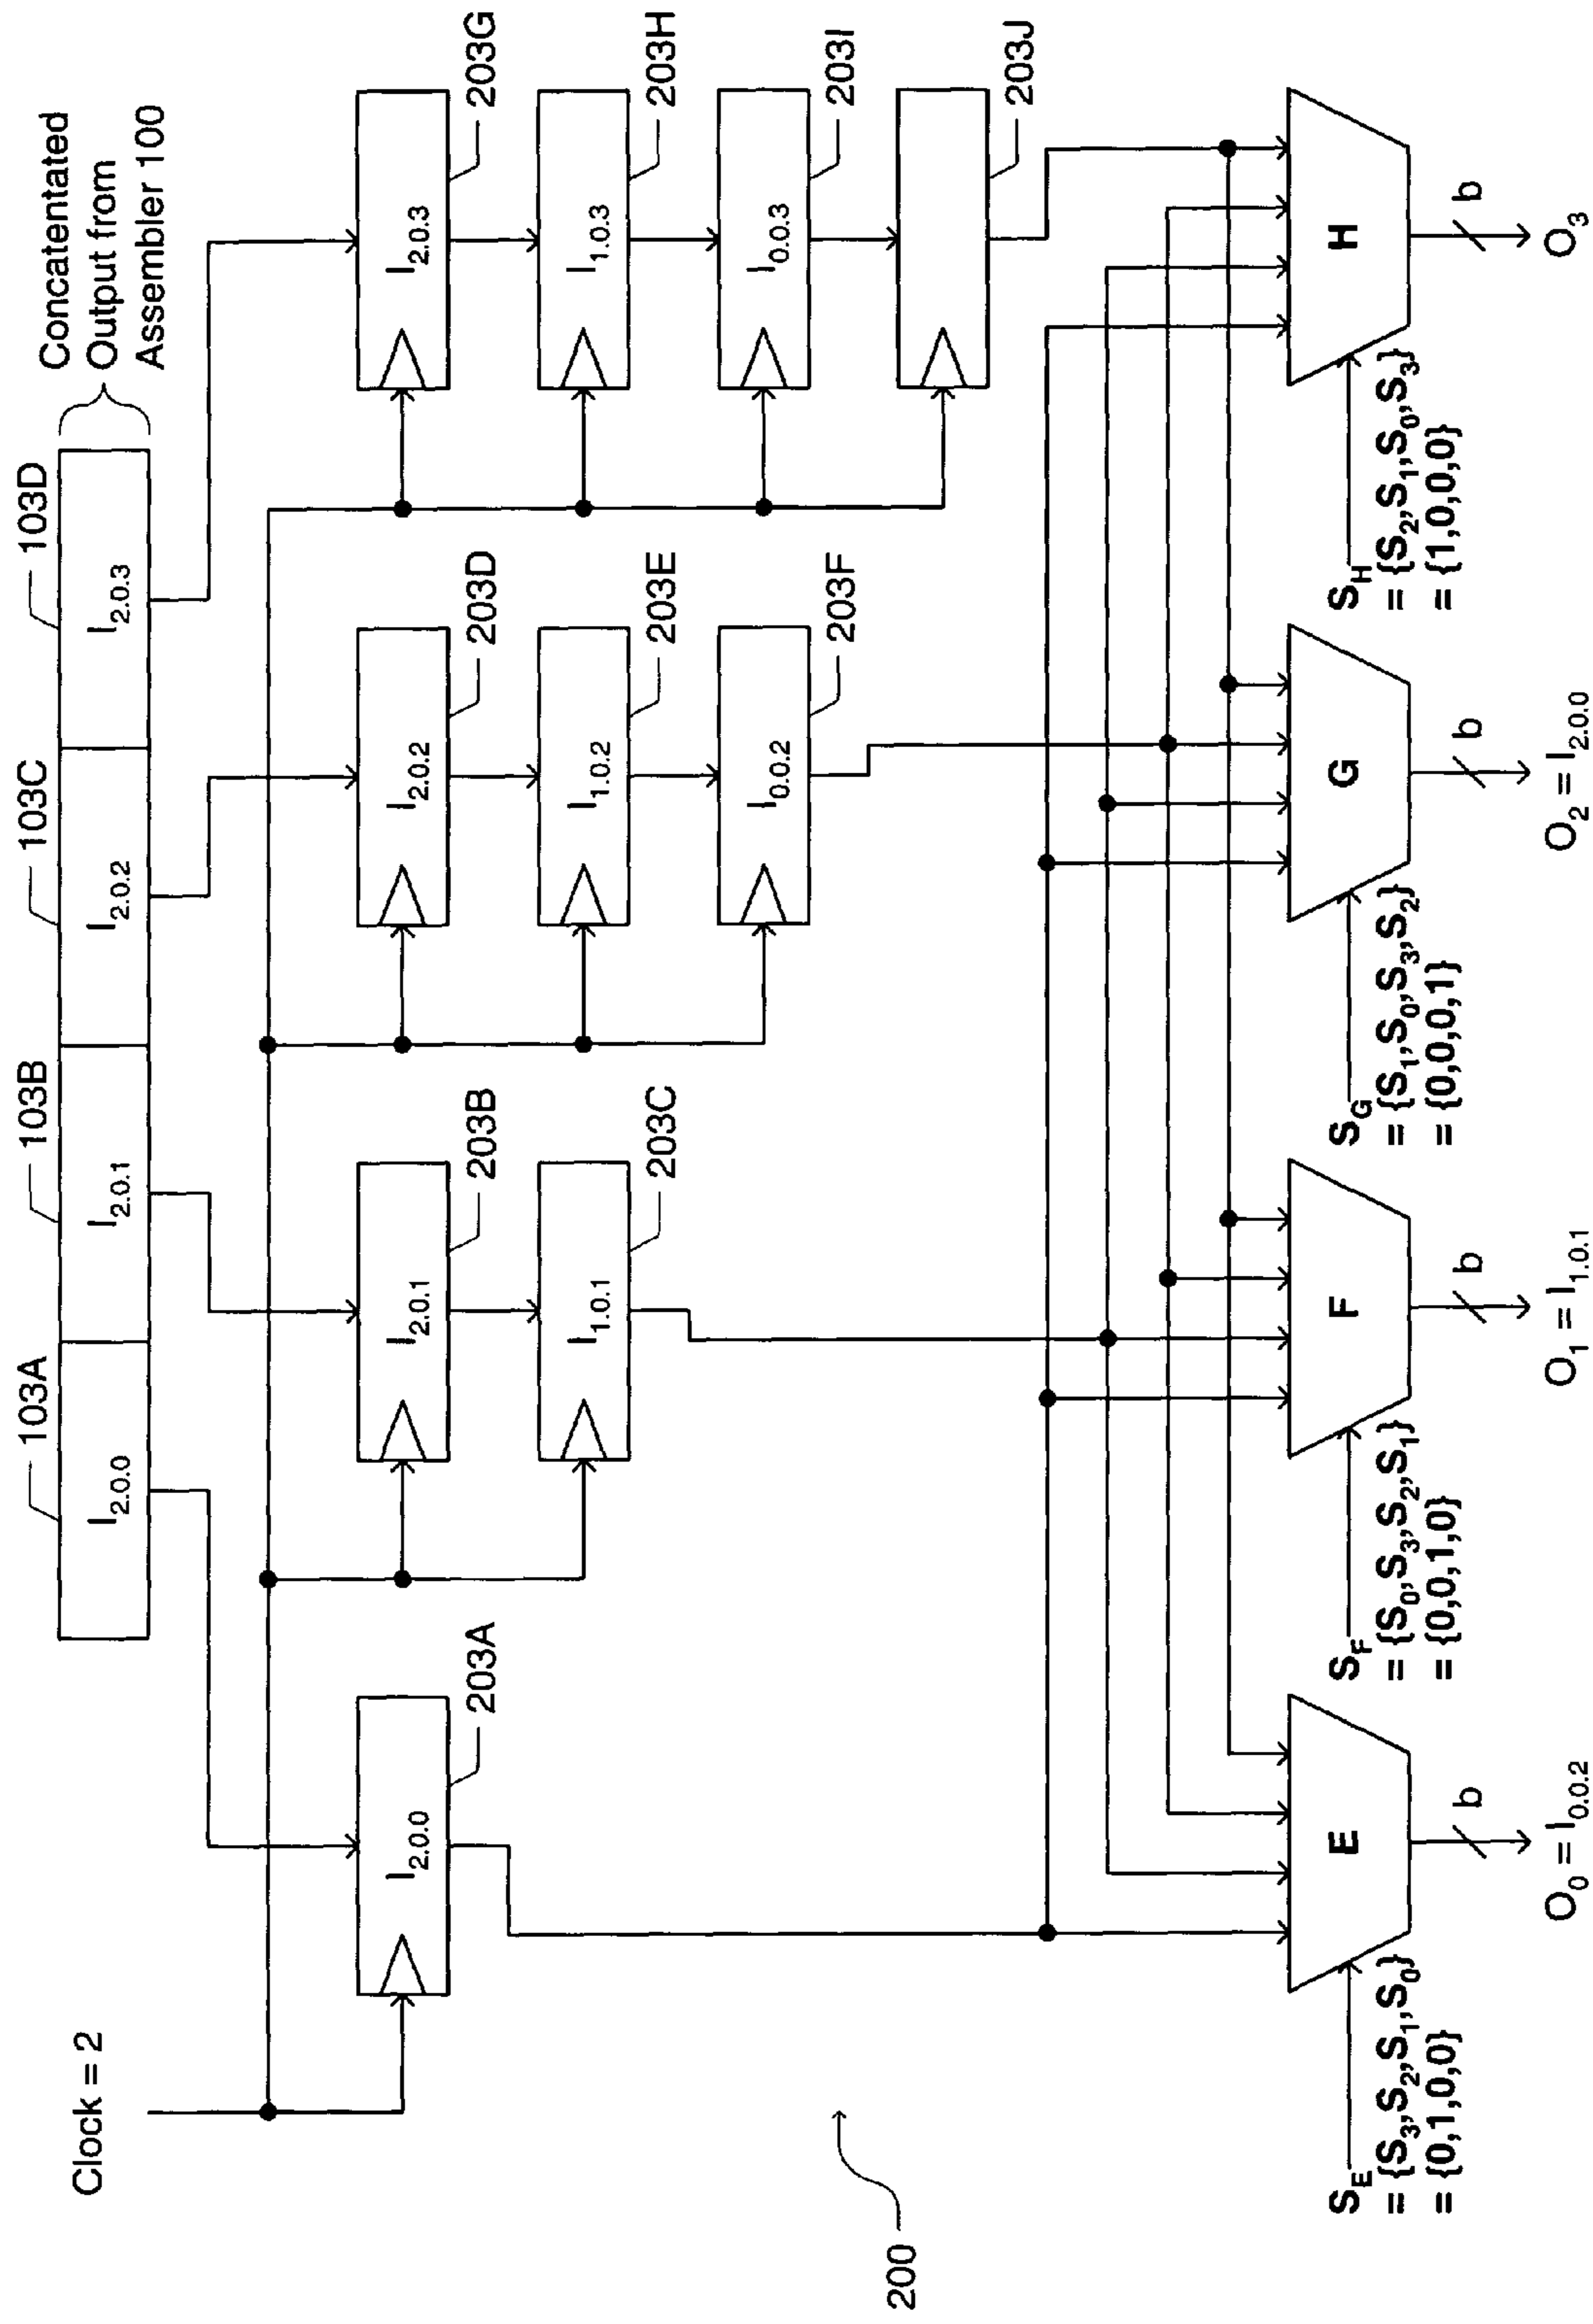 Concatentated
Output from
Assembler 100
103A
103B
103C
103D
I2.0.0
I2.0.1
I2.0.2
I2.0.3
Clock = 2
I2.0.0
203A
I2.0.1
203B
I2.0.2
203D
I2.0.3
203G
I1.0.1
203C
I1.0.2
203E
I1.0.3
203H
I0.0.2
203F
I0.0.3
203I
203J
200
E
F
G
H
SE
= {S3,S2,S1,S0}
= {0,1,0,0}
SF
= {S0,S3,S2,S1}
= {0,0,1,0}
SG
= {S1,S0,S3,S2}
= {0,0,0,1}
SH
= {S2,S1,S0,S3}
= {1,0,0,0}
b
b
b
b
O0 = I0.0.2
O1 = I1.0.1
O2 = I2.0.0
O3